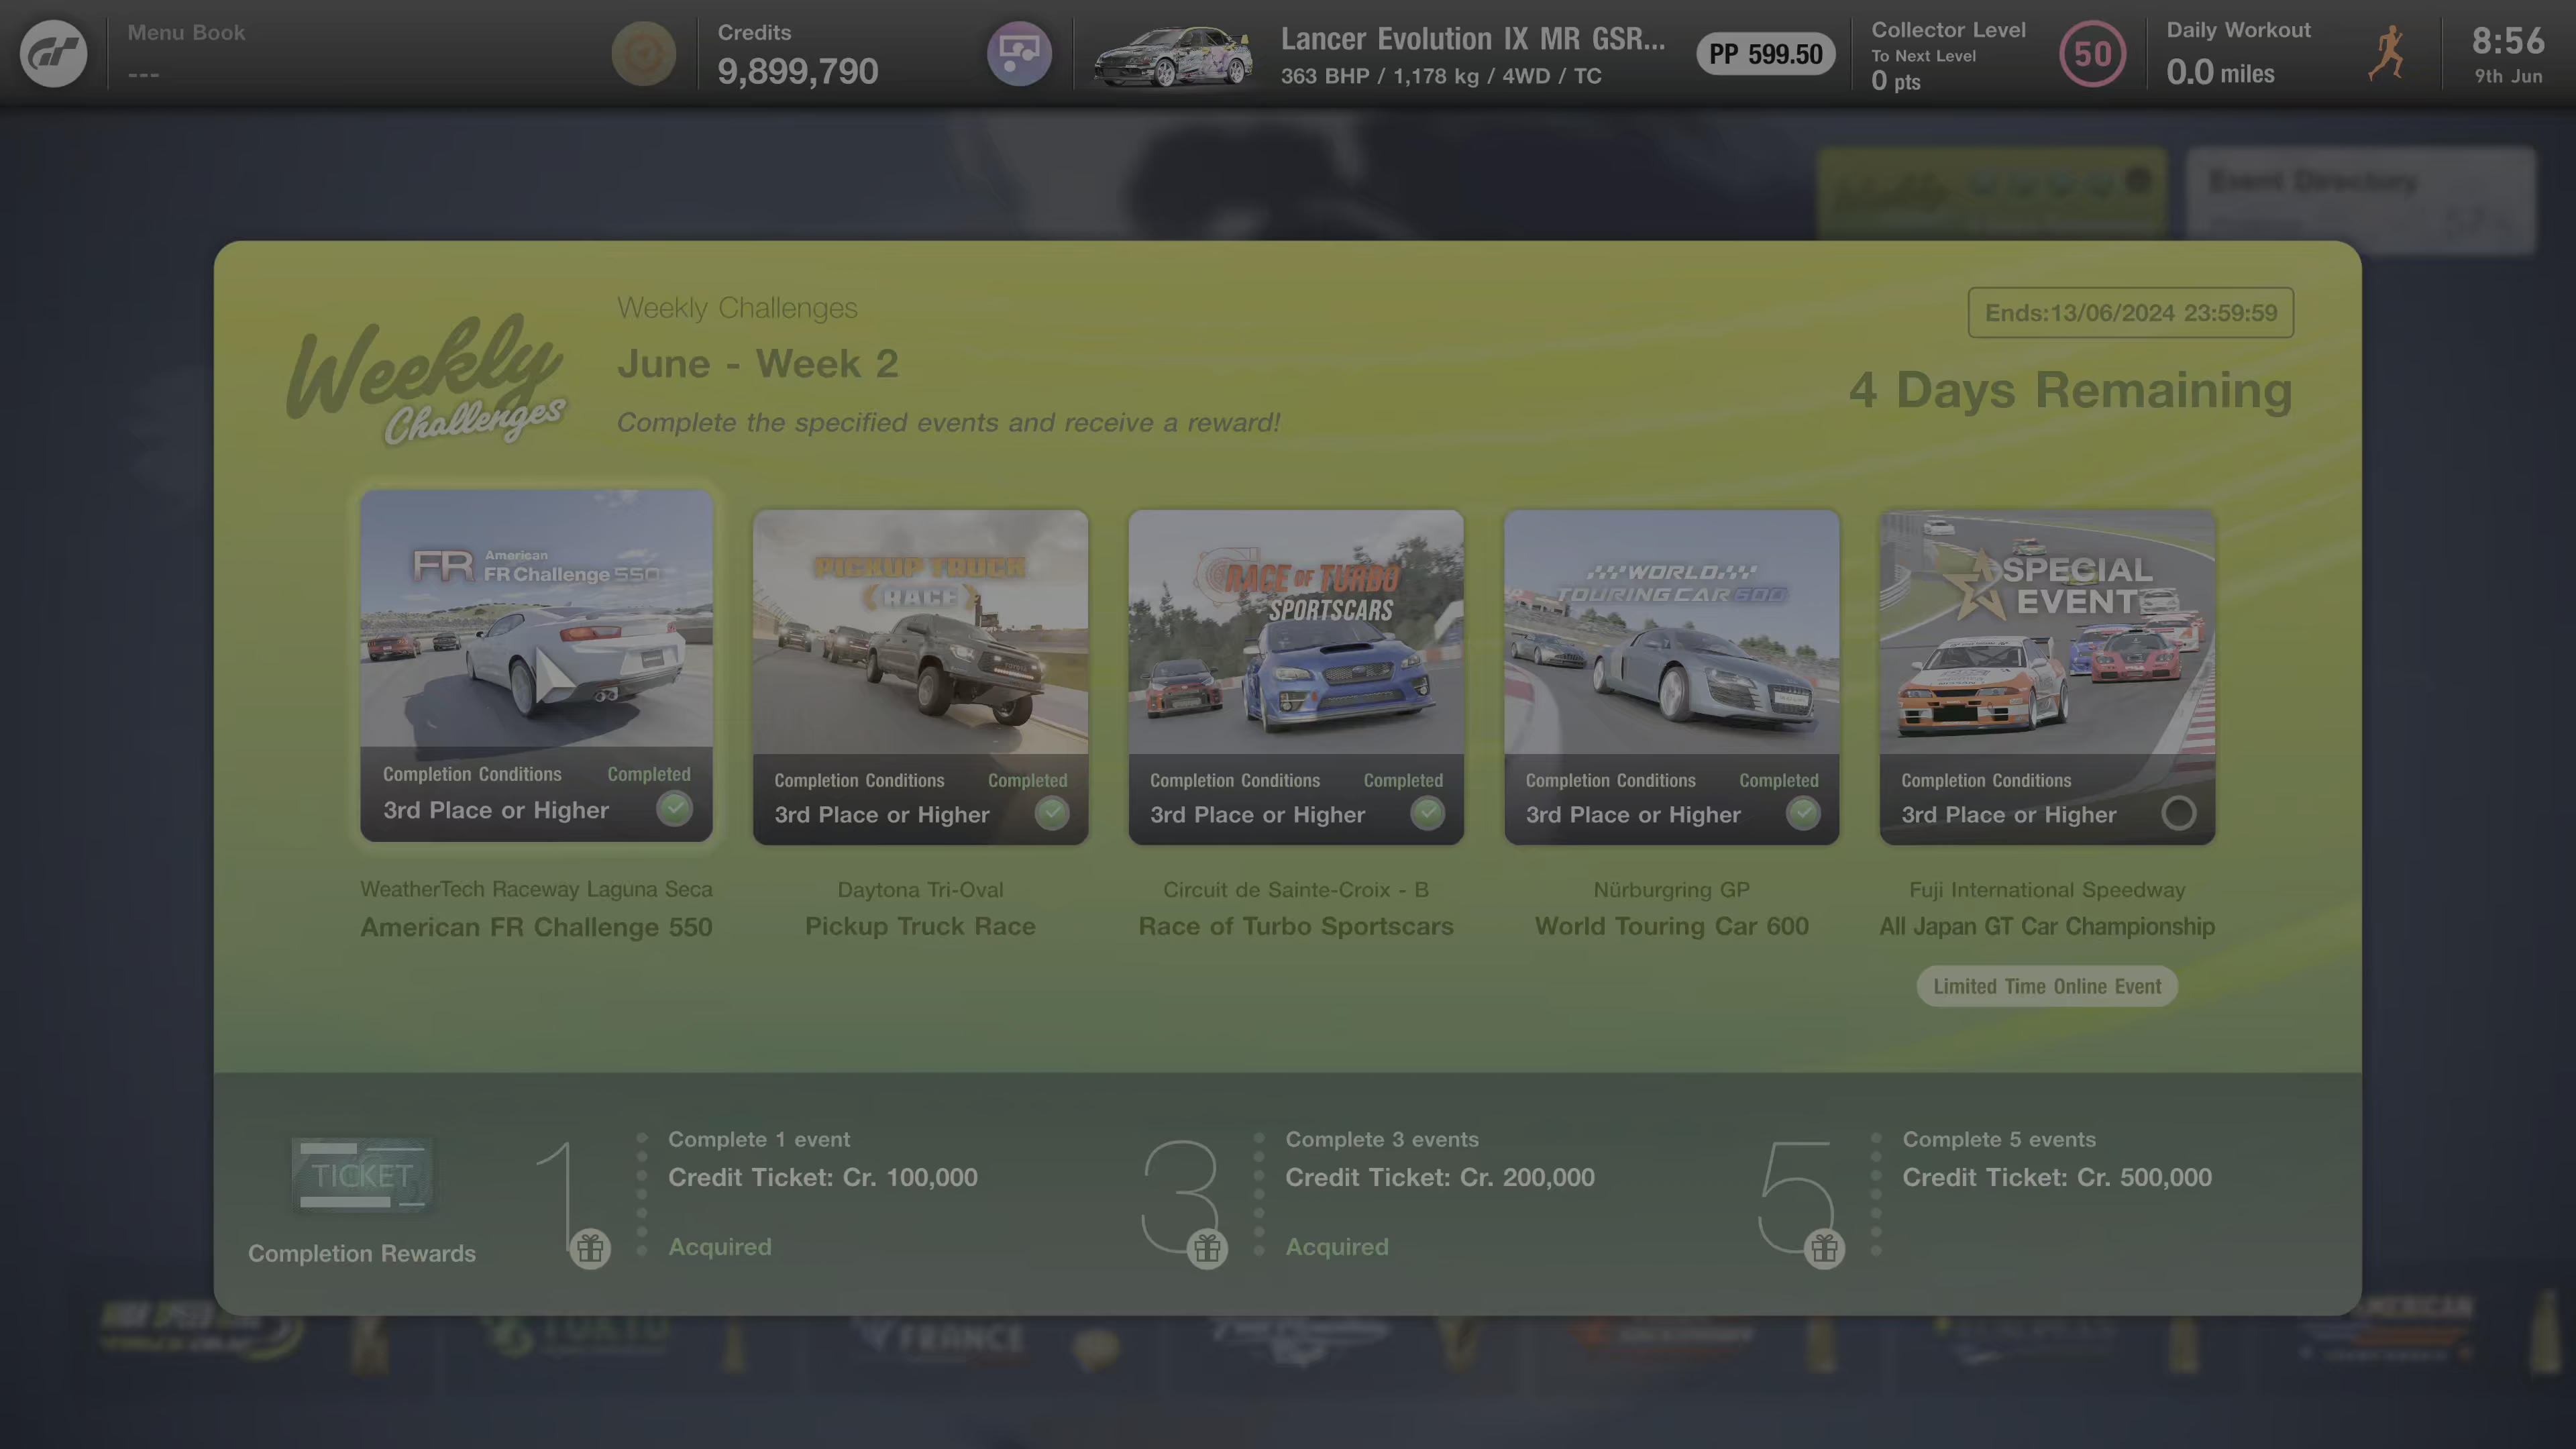 Menu Book
---
Credits
9,899,790
Lancer Evolution IX MR GSR...
363 BHP / 1,178 kg / 4WD / TC
PP 599.50
Collector Level
To Next Level
0 pts
50
Daily Workout
0.0 miles
8:56
9th Jun
Event Directory
Weekly
Challenges
Weekly Challenges
June - Week 2
Complete the specified events and receive a reward!
Ends:13/06/2024 23:59:59
4 Days Remaining
FR American
FR Challenge 550
Completion Conditions Completed
3rd Place or Higher
WeatherTech Raceway Laguna Seca
American FR Challenge 550
PICKUP TRUCK
RACE
Completion Conditions Completed
3rd Place or Higher
Daytona Tri-Oval
Pickup Truck Race
RACE OF TURBO
SPORTSCARS
Completion Conditions Completed
3rd Place or Higher
Circuit de Sainte-Croix - B
Race of Turbo Sportscars
WORLD
TOURING CAR 600
Completion Conditions Completed
3rd Place or Higher
Nürburgring GP
World Touring Car 600
SPECIAL
EVENT
Completion Conditions
3rd Place or Higher
Fuji International Speedway
All Japan GT Car Championship
Limited Time Online Event
TICKET
Completion Rewards
1
Complete 1 event
Credit Ticket: Cr. 100,000
Acquired
3
Complete 3 events
Credit Ticket: Cr. 200,000
Acquired
5
Complete 5 events
Credit Ticket: Cr. 500,000
TOKYO
FRANCE
AMERICAN